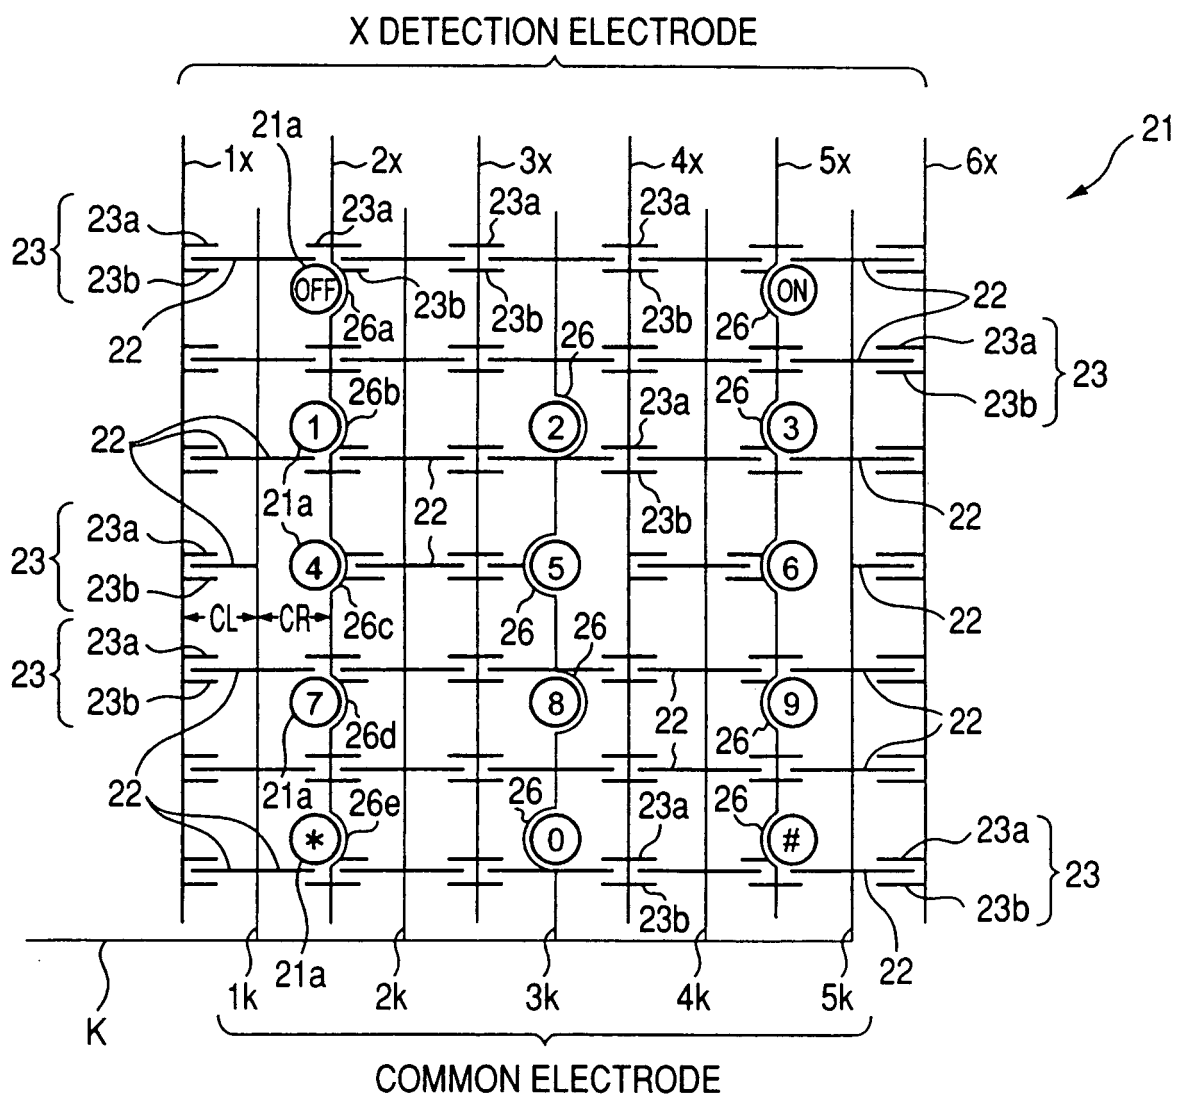 X DETECTION ELECTRODE
21a
21
1x 2x 3x 4x 5x 6x
23 23a 23a 23a 23a
23b OFF 23b 23b 23b ON 22
22 26a 26 26 23a
23
26b 23a 26 23b
1 2 3
22
21a 22 23b 22
23a
23 4 5 6
23b
CL CR 26c 26 26 22
23a
23
23b 7 8 22 9
26d 26 22
22 21a 26e 26 23a 26 23a
* 0 # 23
23b 23b
21a 22
1k 2k 3k 4k 5k
K
COMMON ELECTRODE